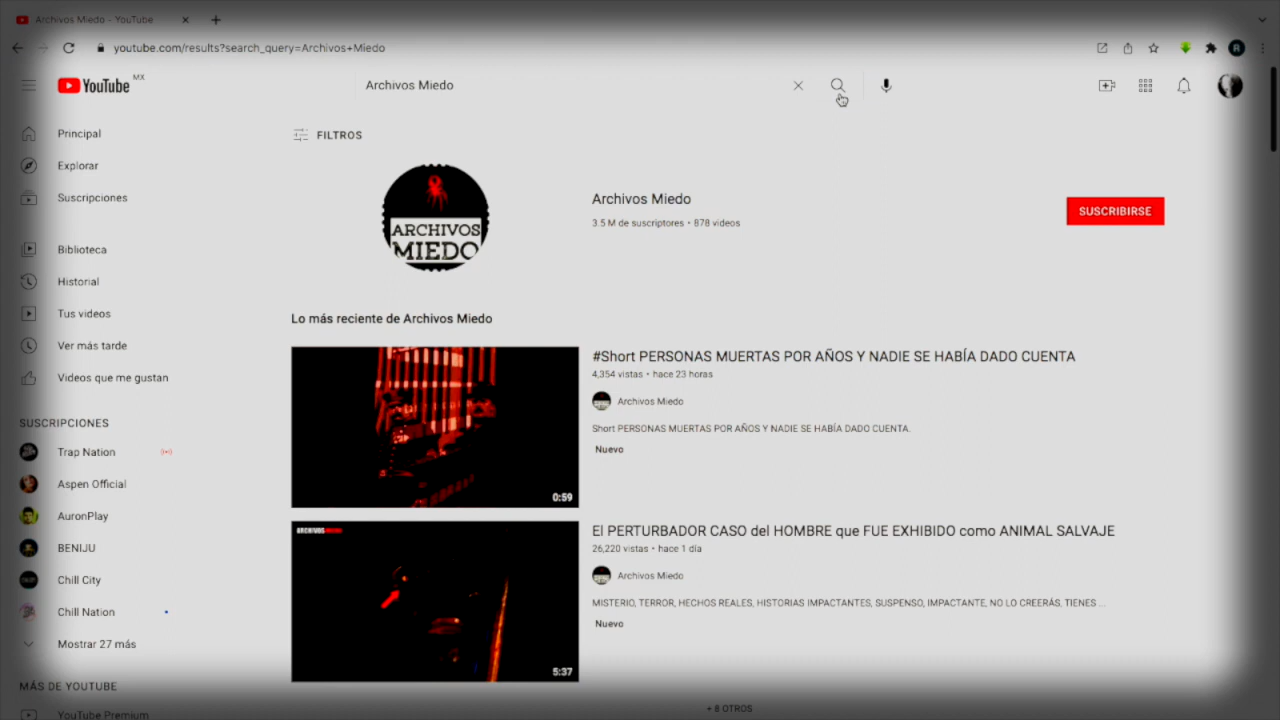 Archivos Miedo - YouTube
youtube.com/results?search_query=Archivos+Miedo
R
YouTube MX
Archivos Miedo
Principal
Explorar
Suscripciones
Biblioteca
Historial
Tus videos
Ver más tarde
Videos que me gustan
SUSCRIPCIONES
Trap Nation
Aspen Official
AuronPlay
BENIJU
Chill City
Chill Nation
Mostrar 27 más
MÁS DE YOUTUBE
YouTube Premium
FILTROS
ARCHIVOS
MIEDO
Archivos Miedo
3.5 M de suscriptores • 878 videos
SUSCRIBIRSE
Lo más reciente de Archivos Miedo
0:59
#Short PERSONAS MUERTAS POR AÑOS Y NADIE SE HABÍA DADO CUENTA
4,354 vistas • hace 23 horas
Archivos Miedo
Short PERSONAS MUERTAS POR AÑOS Y NADIE SE HABÍA DADO CUENTA.
Nuevo
ARCHIVOS MIEDO
5:37
El PERTURBADOR CASO del HOMBRE que FUE EXHIBIDO como ANIMAL SALVAJE
26,220 vistas • hace 1 día
Archivos Miedo
MISTERIO, TERROR, HECHOS REALES, HISTORIAS IMPACTANTES, SUSPENSO, IMPACTANTE, NO LO CREERÁS, TIENES ...
Nuevo
+ 8 OTROS